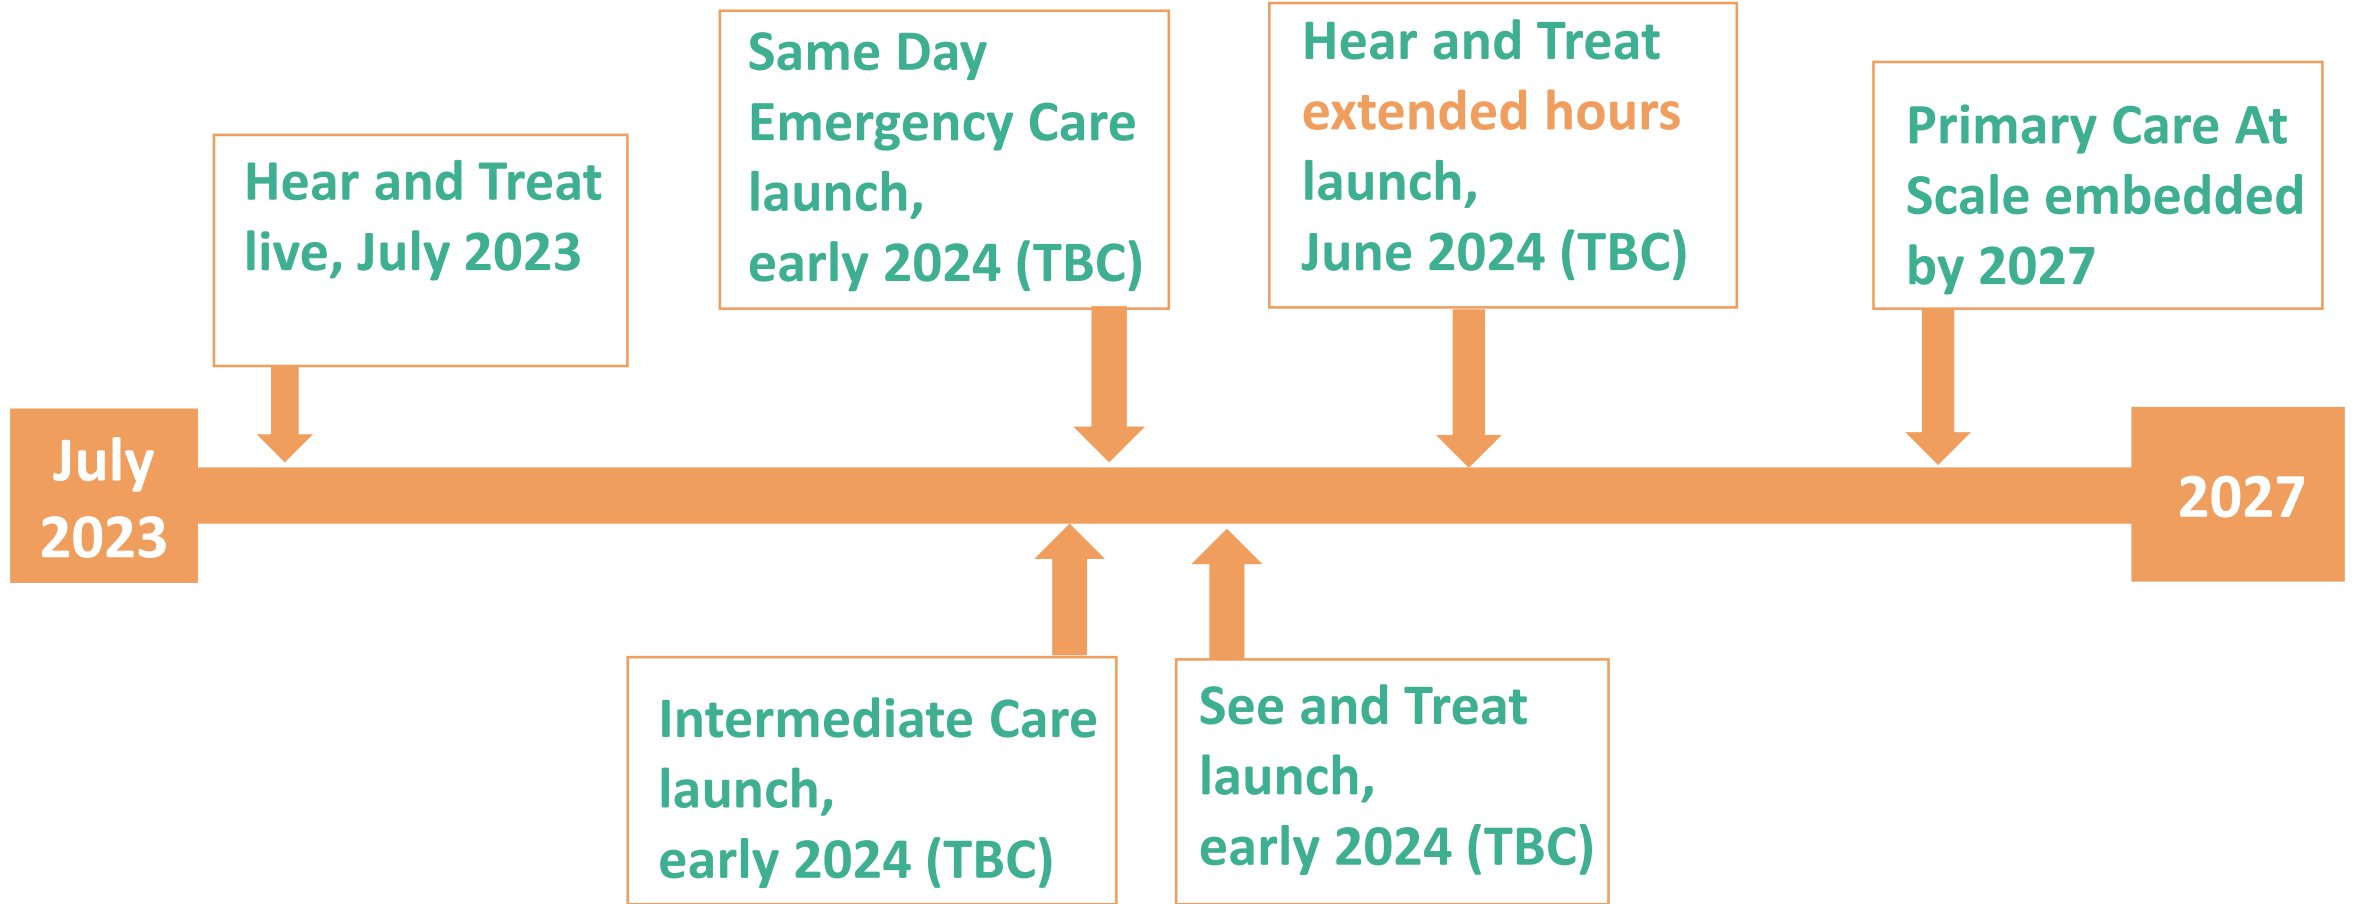 Hear and Treat
live, July 2023
Same Day
Emergency Care
launch,
early 2024 (TBC)
Hear and Treat
extended hours
launch,
June 2024 (TBC)
Primary Care At
Scale embedded
by 2027
July
2023
2027
Intermediate Care
launch,
early 2024 (TBC)
See and Treat
launch,
early 2024 (TBC)